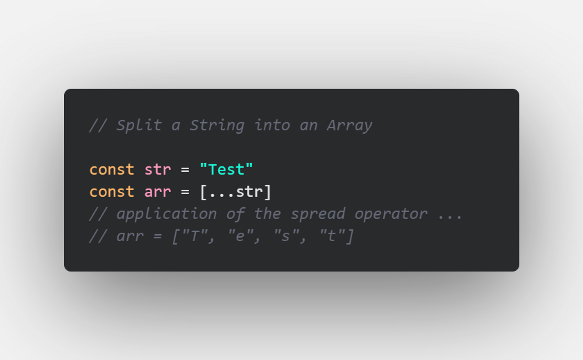 // Split a String into an Array
const str = "Test"
const arr = [...str]
// application of the spread operator ...
// arr = ["T", "e", "s", "t"]